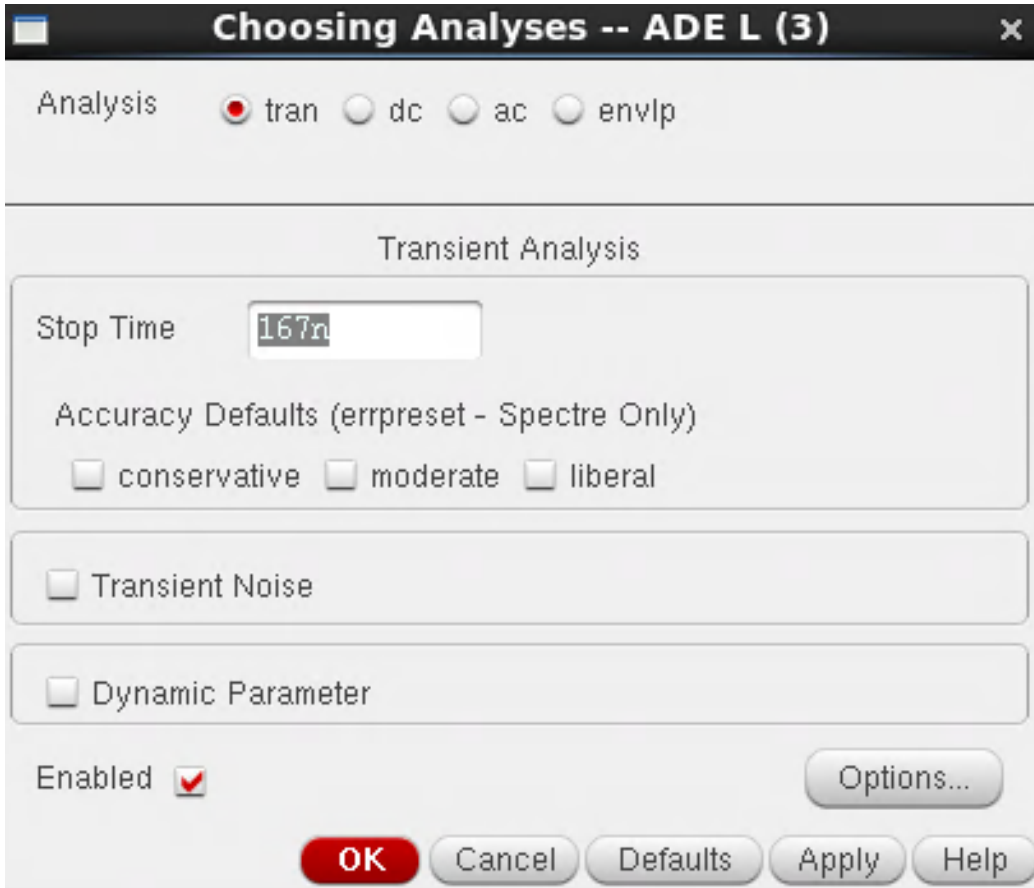 Choosing Analyses -- ADE L (3)
Analysis tran dc ac envlp
Transient Analysis
Stop Time 167n
Accuracy Defaults (errpreset - Spectre Only)
conservative moderate liberal
Transient Noise
Dynamic Parameter
Enabled Options...
OK Cancel Defaults Apply Help